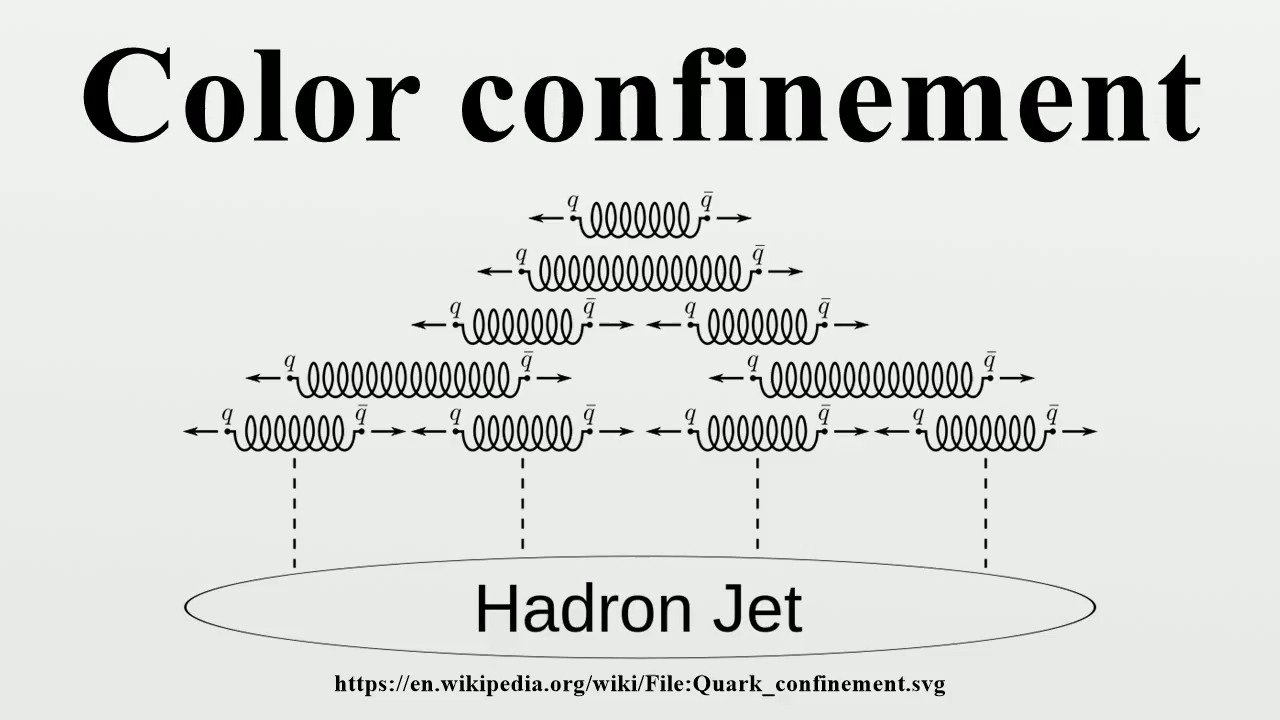 Color confinement
q q̄
q q̄
q q̄ q q̄
q q̄ q q̄
q q̄ q q̄ q q̄ q q̄
Hadron Jet
https://en.wikipedia.org/wiki/File:Quark_confinement.svg